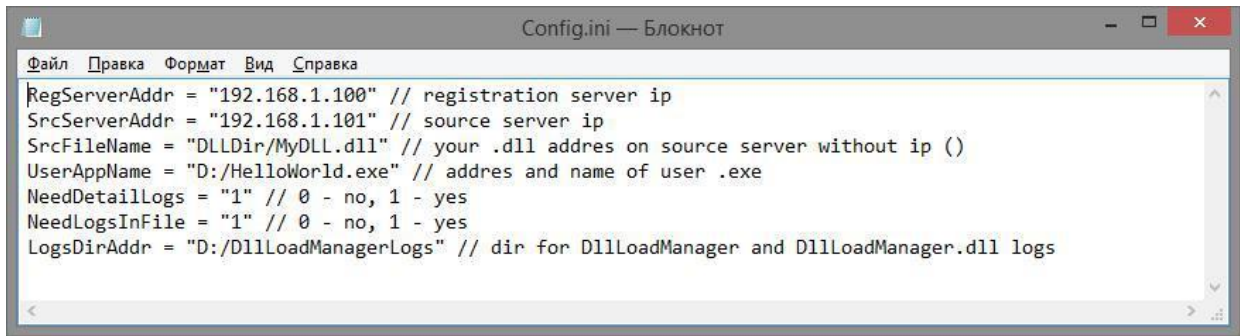 Config.ini — Блокнот
Файл Правка Формат Вид Справка
RegServerAddr = "192.168.1.100" // registration server ip
SrcServerAddr = "192.168.1.101" // source server ip
SrcFileName = "DLLDir/MyDLL.dll" // your .dll addres on source server without ip ()
UserAppName = "D:/HelloWorld.exe" // addres and name of user .exe
NeedDetailLogs = "1" // 0 - no, 1 - yes
NeedLogsInFile = "1" // 0 - no, 1 - yes
LogsDirAddr = "D:/DllLoadManagerLogs" // dir for DllLoadManager and DllLoadManager.dll logs